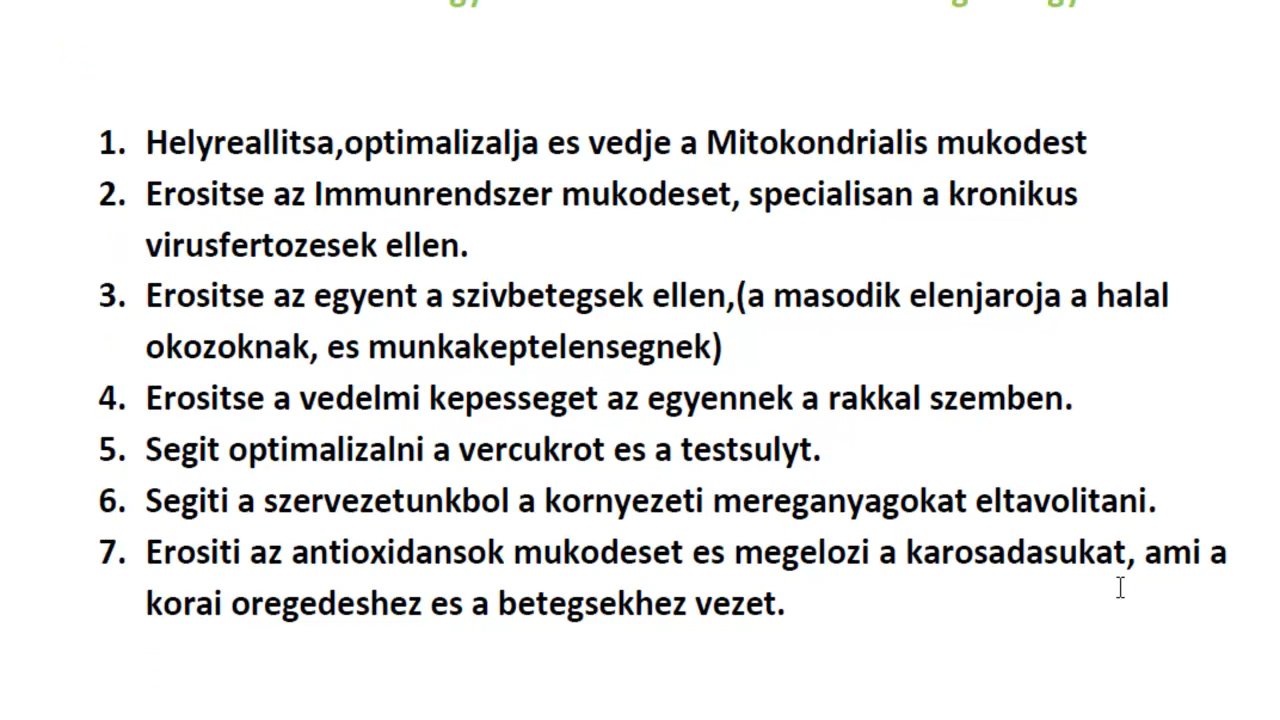 1. Helyreallitsa,optimalizalja es vedje a Mitokondrialis mukodest
2. Erositse az Immunrendszer mukodeset, specialisan a kronikus
virusfertozesek ellen.
3. Erositse az egyent a szivbetegsek ellen,(a masodik elenjaroja a halal
okozoknak, es munkakeptelensegnek)
4. Erositse a vedelmi kepesseget az egyennek a rakkal szemben.
5. Segit optimalizalni a vercukrot es a testsulyt.
6. Segiti a szervezetunkbol a kornyezeti mereganyagokat eltavolitani.
7. Erositi az antioxidansok mukodeset es megelozi a karosadasukat, ami a
korai oregedeshez es a betegsekhez vezet.